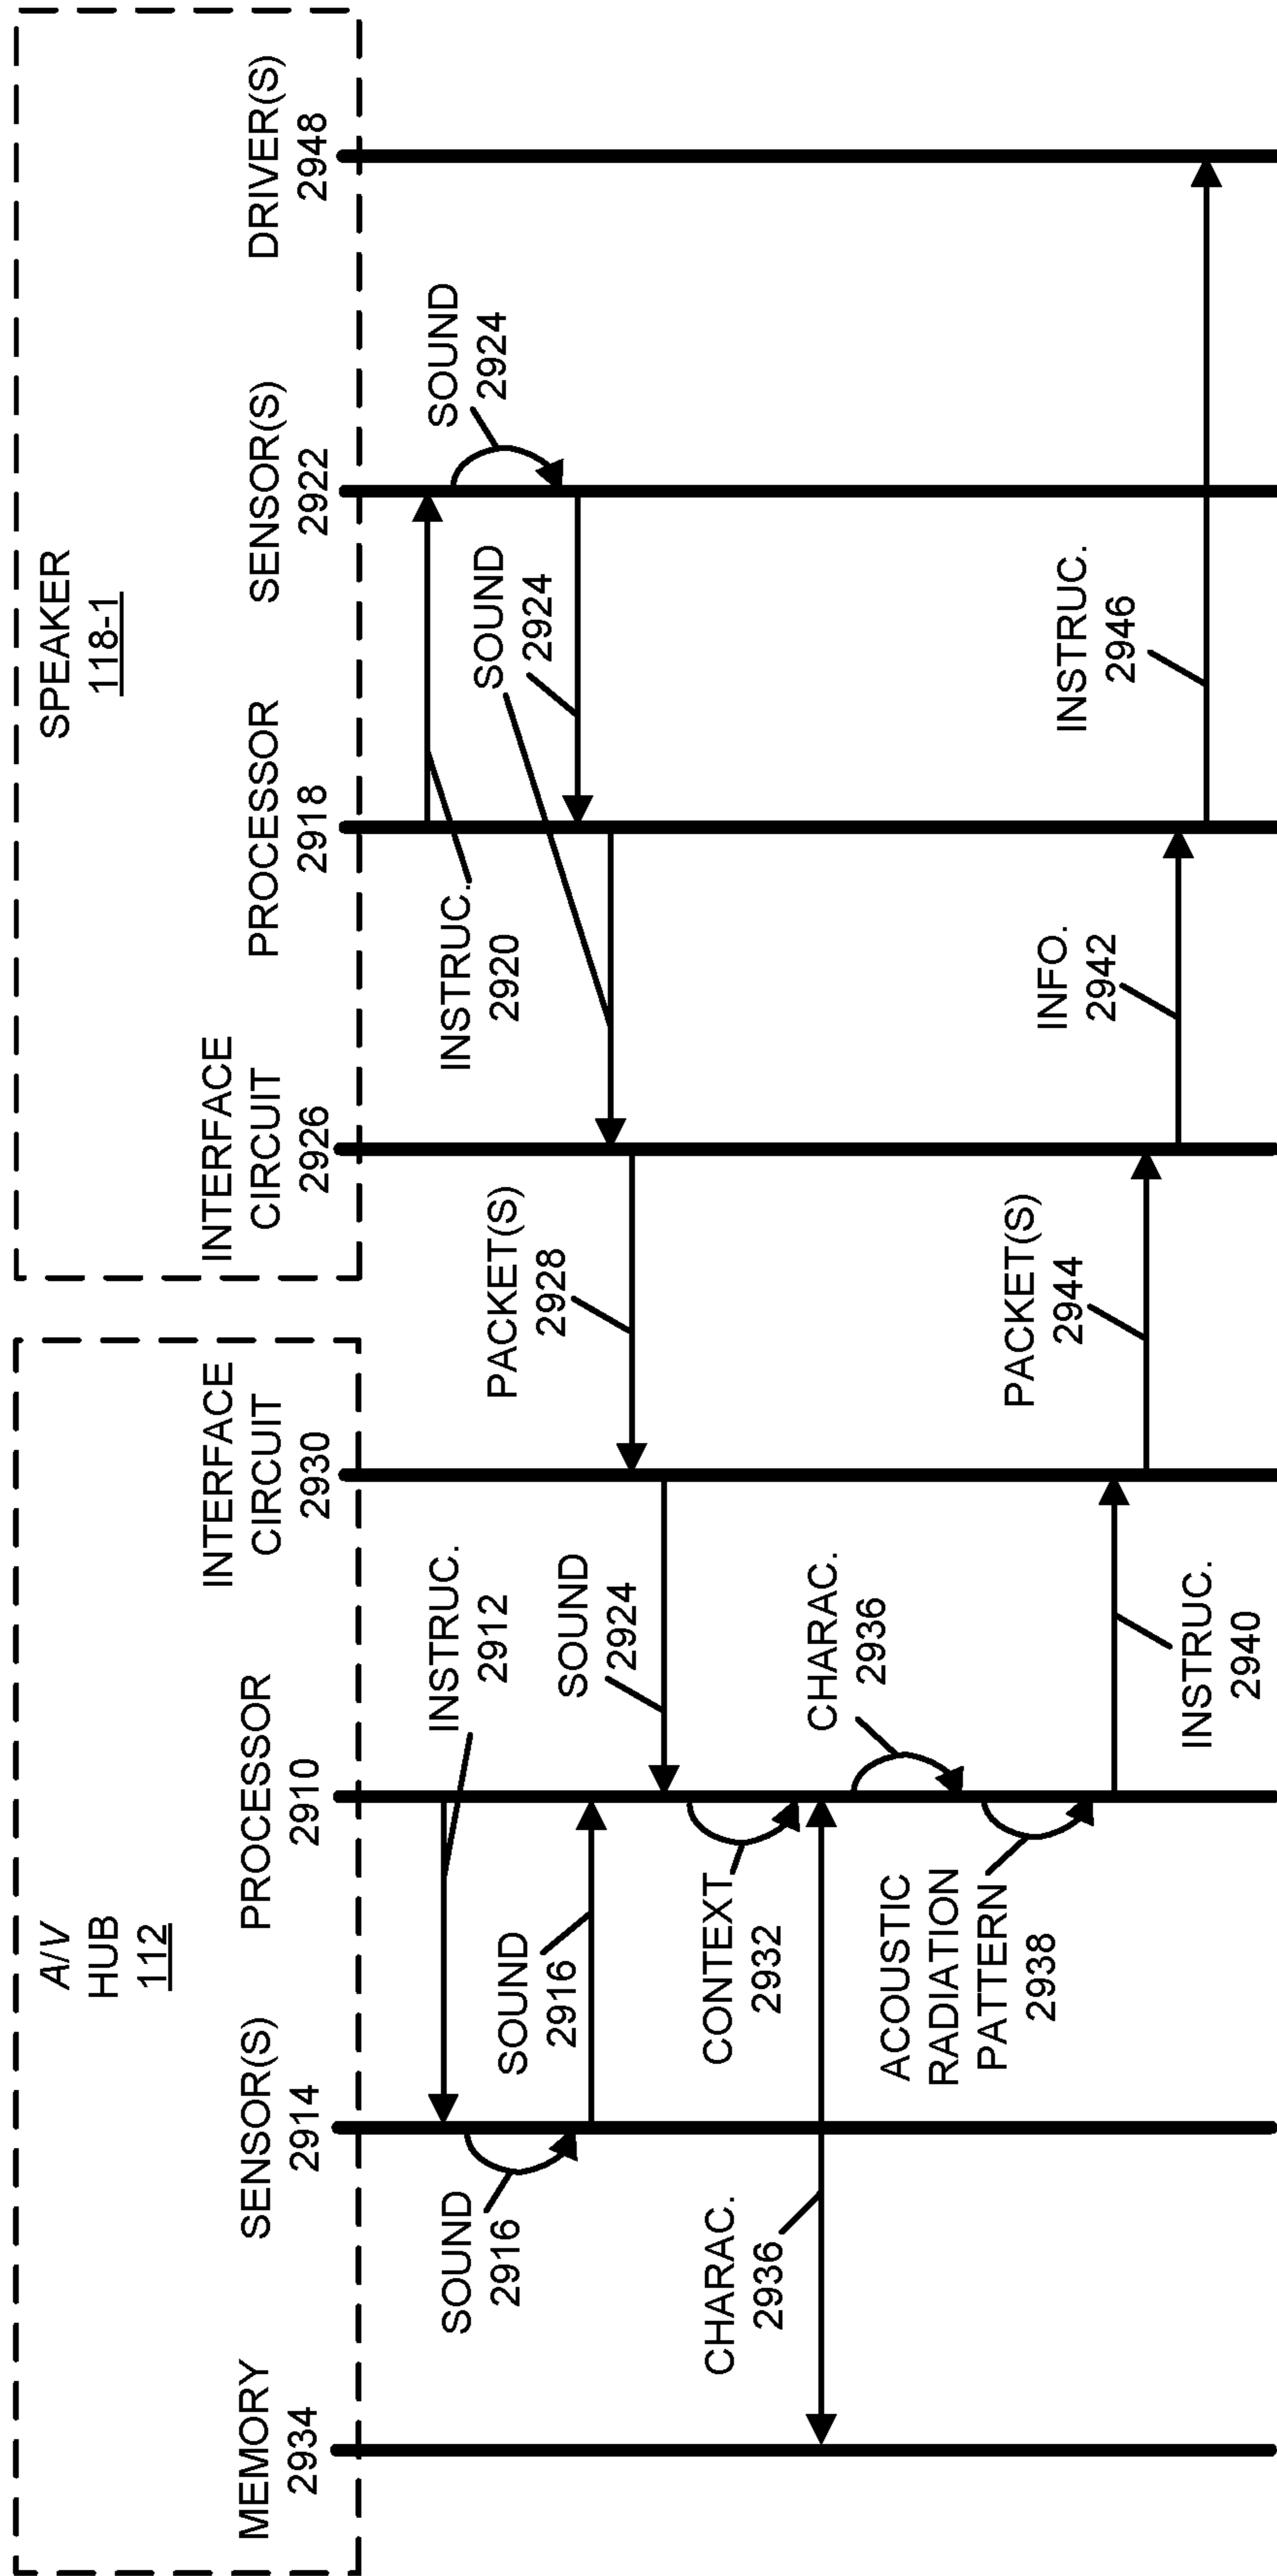 A/V
HUB
112
MEMORY
2934
SENSOR(S)
2914
PROCESSOR
2910
INTERFACE
CIRCUIT
2930
SPEAKER
118-1
INTERFACE
CIRCUIT
2926
PROCESSOR
2918
SENSOR(S)
2922
DRIVER(S)
2948
INSTRUC.
2912
SOUND
2916
SOUND
2916
INSTRUC.
2920
SOUND
2924
SOUND
2924
PACKET(S)
2928
SOUND
2924
CONTEXT
2932
CHARAC.
2936
CHARAC.
2936
ACOUSTIC
RADIATION
PATTERN
2938
INSTRUC.
2940
PACKET(S)
2944
INFO.
2942
INSTRUC.
2946